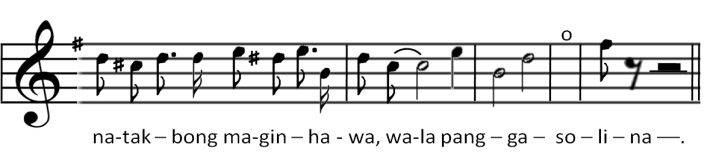 o
na-tak – bong ma-gin – ha - wa, wa-la pang – ga – so – li – na —.